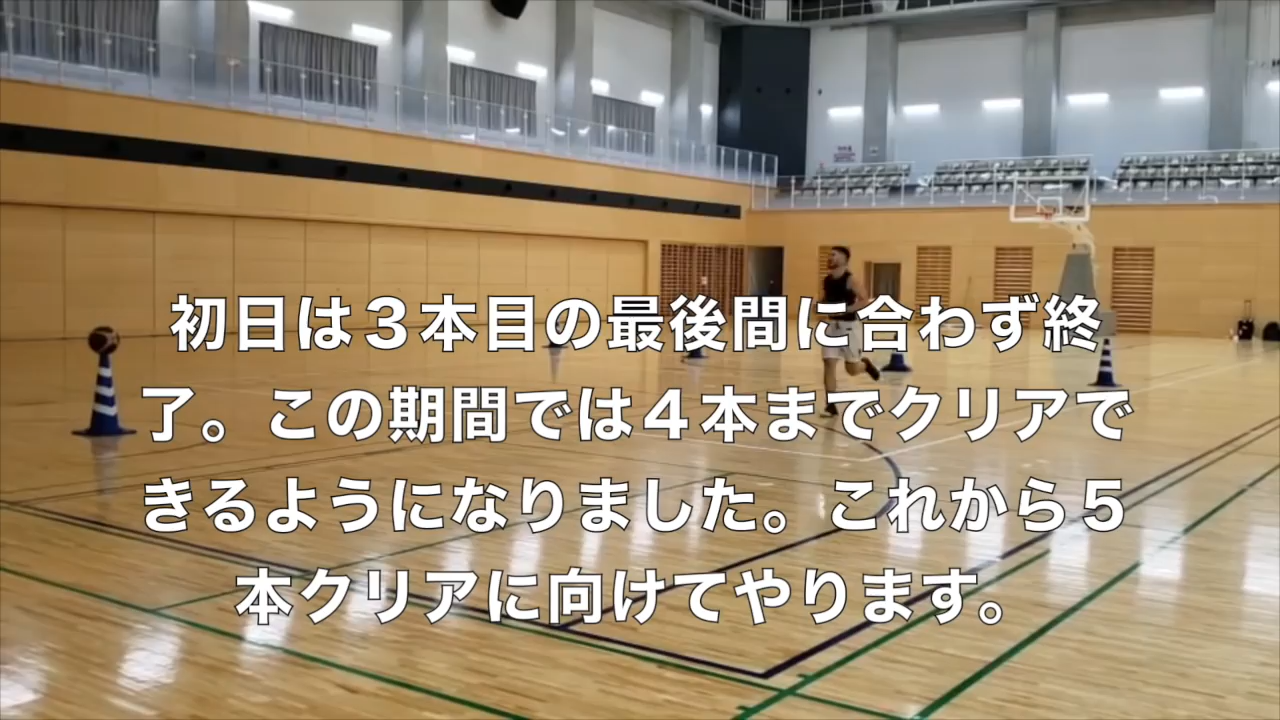 初日は３本目の最後間に合わず終
了。この期間では４本までクリアで
きるようになりました。これから５
本クリアに向けてやります。